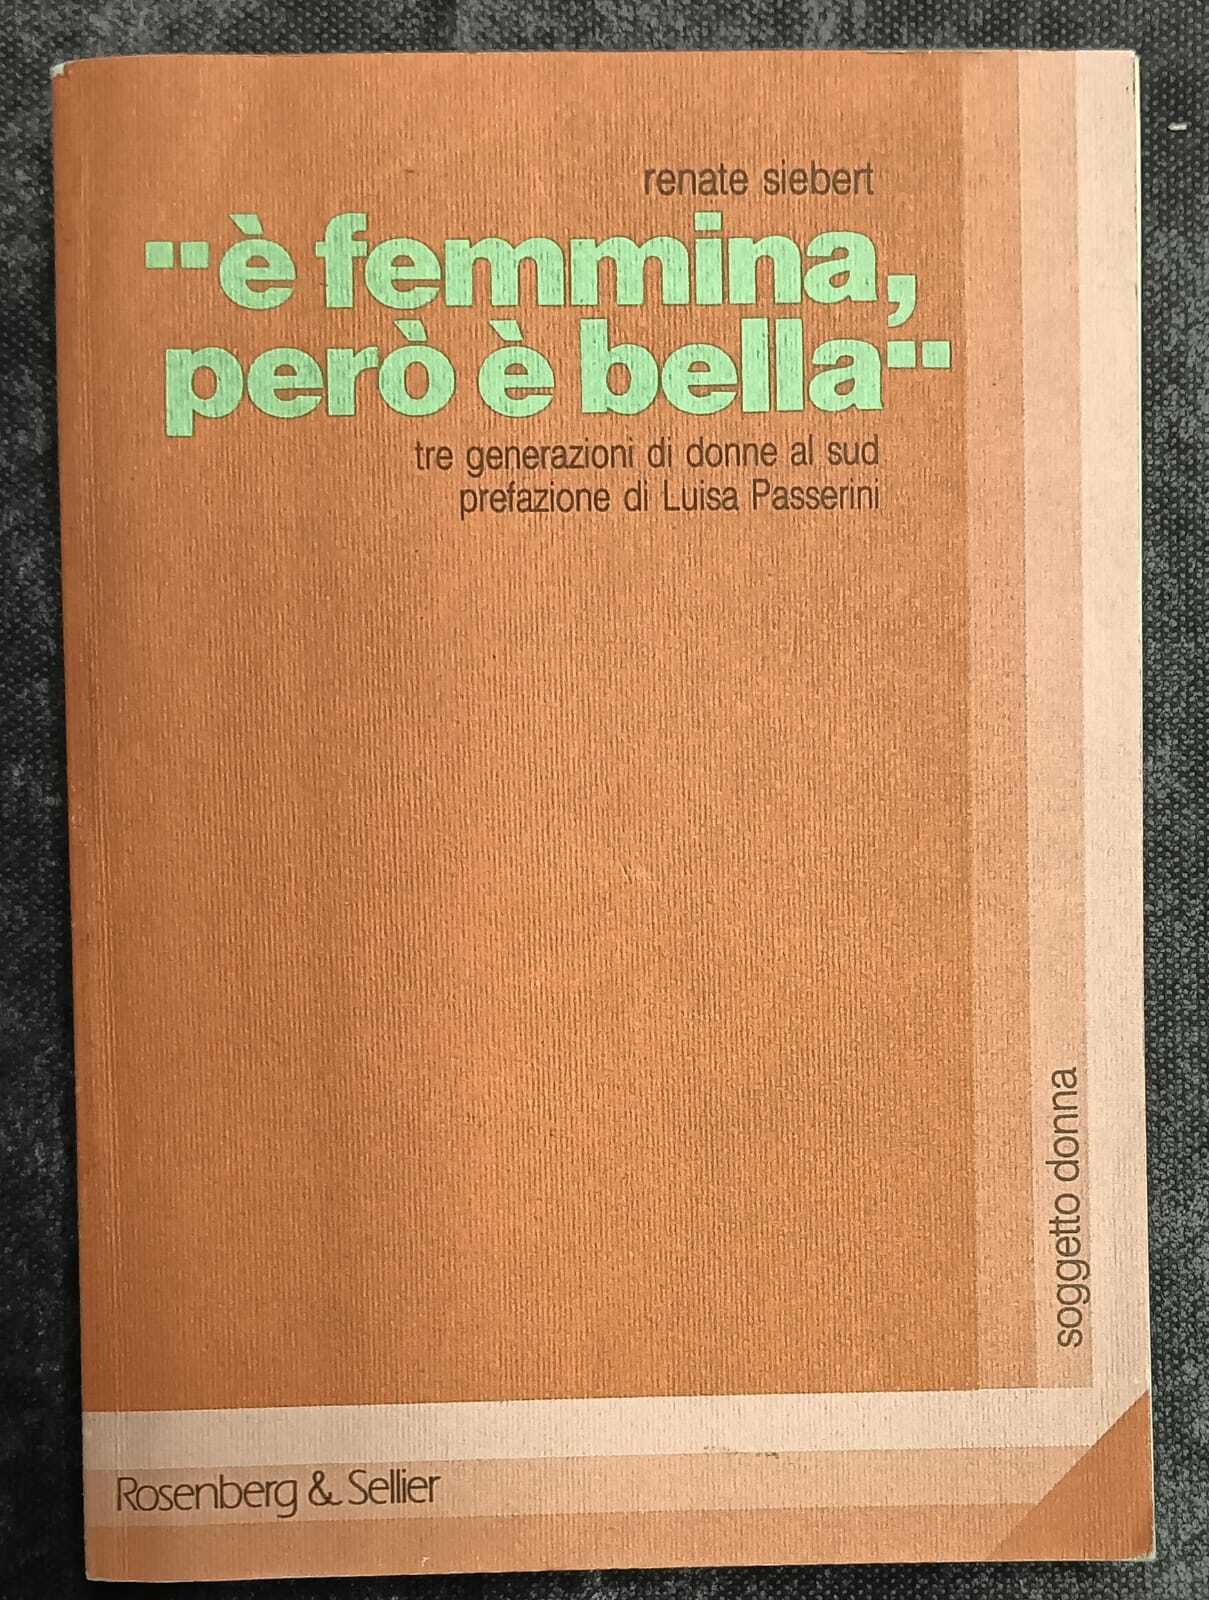 renate siebert
"è femmina,
però è bella"
tre generazioni di donne al sud
prefazione di Luisa Passerini
soggetto donna
Rosenberg & Sellier